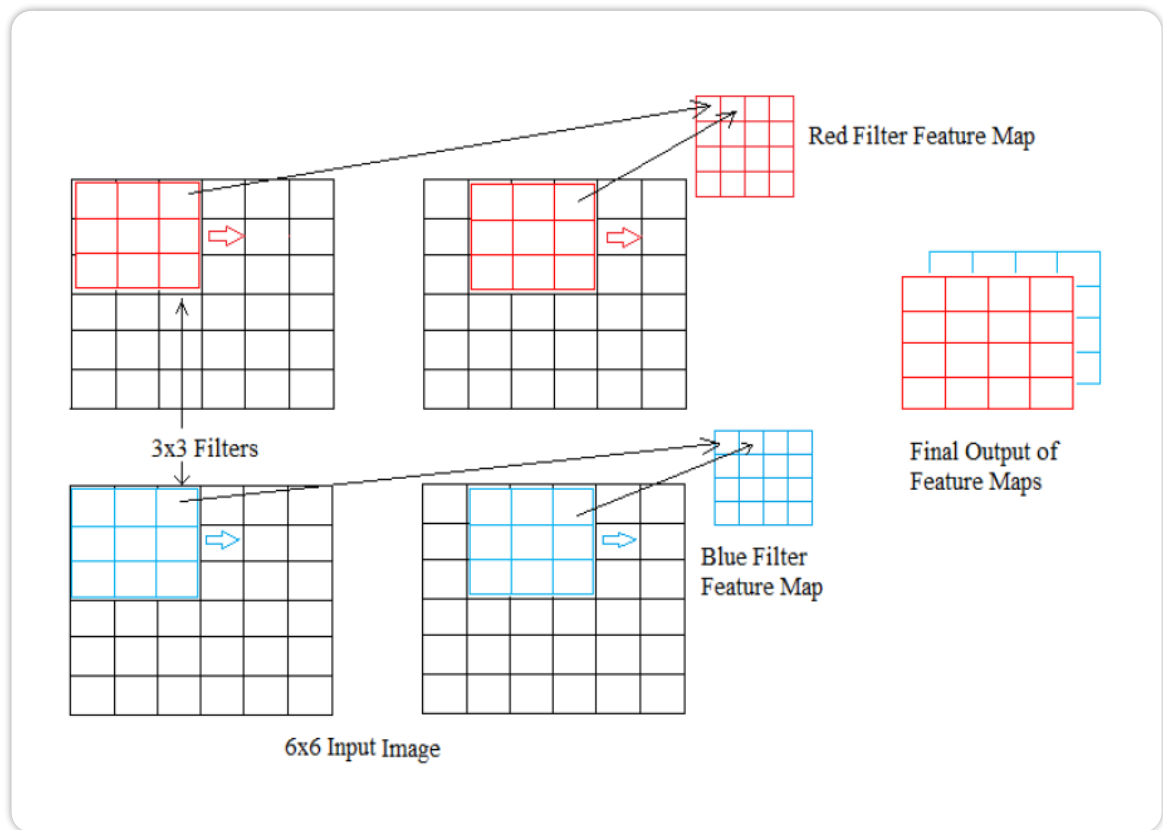 Red Filter Feature Map
3x3 Filters
Final Output of
Feature Maps
Blue Filter
Feature Map
6x6 Input Image